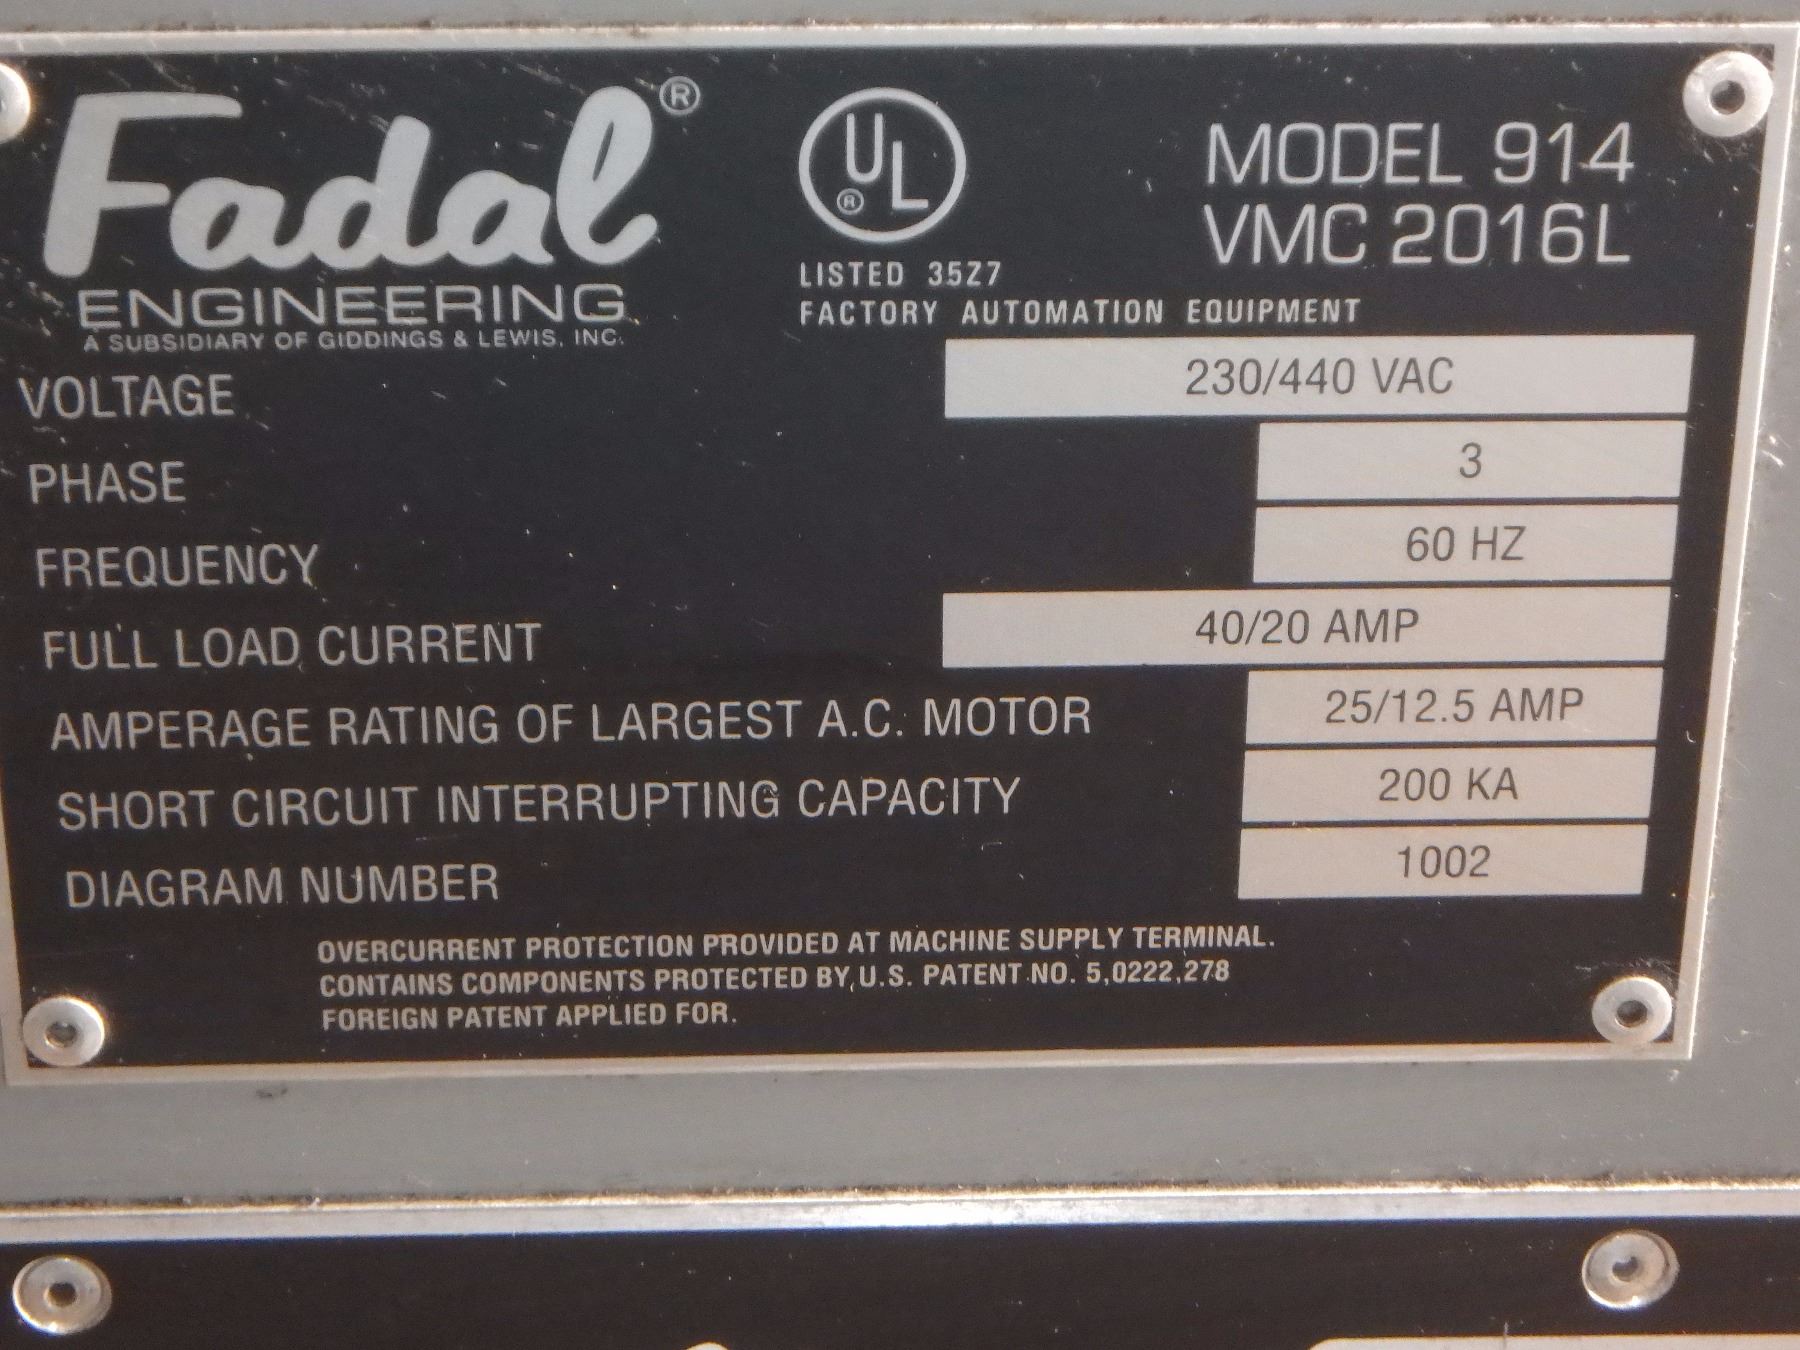 Fadal®
ENGINEERING
A SUBSIDIARY OF GIDDINGS & LEWIS, INC.
UL®
LISTED 35Z7
FACTORY AUTOMATION EQUIPMENT
MODEL 914
VMC 2016L
VOLTAGE 230/440 VAC
PHASE 3
FREQUENCY 60 HZ
FULL LOAD CURRENT 40/20 AMP
AMPERAGE RATING OF LARGEST A.C. MOTOR 25/12.5 AMP
SHORT CIRCUIT INTERRUPTING CAPACITY 200 KA
DIAGRAM NUMBER 1002
OVERCURRENT PROTECTION PROVIDED AT MACHINE SUPPLY TERMINAL.
CONTAINS COMPONENTS PROTECTED BY U.S. PATENT NO. 5,0222,278
FOREIGN PATENT APPLIED FOR.